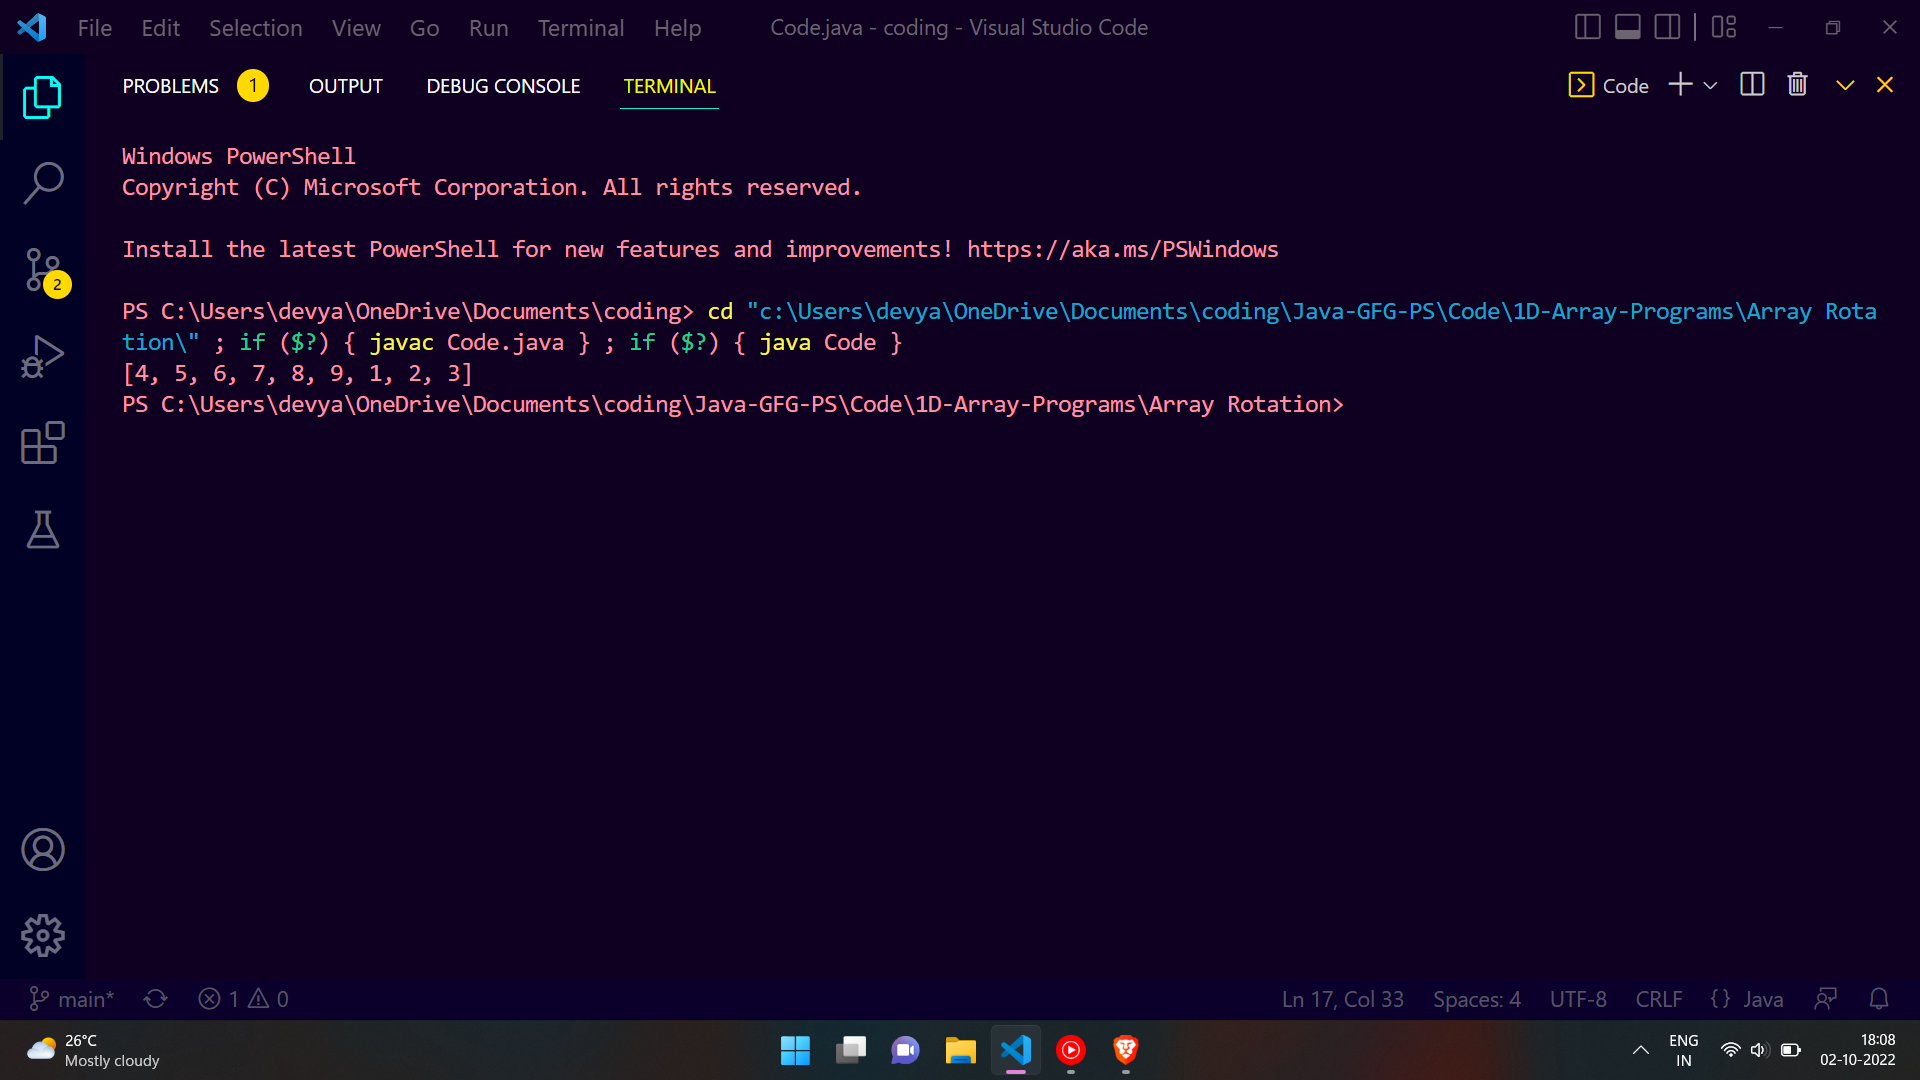 File Edit Selection View Go Run Terminal Help Code.java - coding - Visual Studio Code
PROBLEMS 1 OUTPUT DEBUG CONSOLE TERMINAL Code
Windows PowerShell
Copyright (C) Microsoft Corporation. All rights reserved.
Install the latest PowerShell for new features and improvements! https://aka.ms/PSWindows
2
PS C:\Users\devya\OneDrive\Documents\coding> cd "c:\Users\devya\OneDrive\Documents\coding\Java-GFG-PS\Code\1D-Array-Programs\Array Rota
tion\" ; if ($?) { javac Code.java } ; if ($?) { java Code }
[4, 5, 6, 7, 8, 9, 1, 2, 3]
PS C:\Users\devya\OneDrive\Documents\coding\Java-GFG-PS\Code\1D-Array-Programs\Array Rotation>
main* 1 0 Ln 17, Col 33 Spaces: 4 UTF-8 CRLF {} Java
26°C
Mostly cloudy
ENG
IN
18:08
02-10-2022